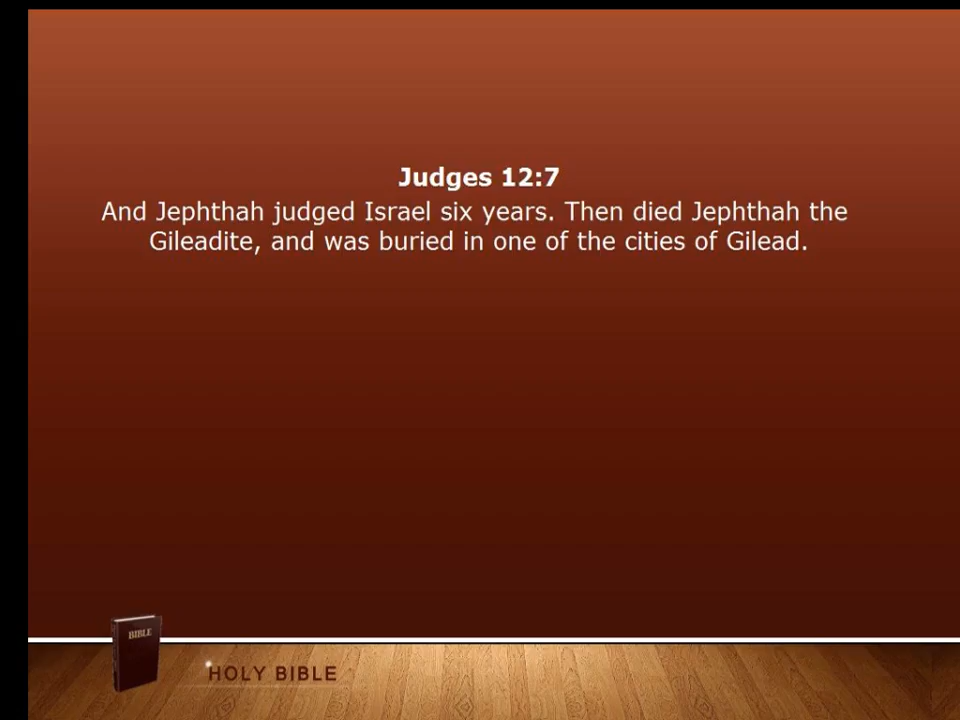 Judges 12:7
And Jephthah judged Israel six years. Then died Jephthah the
Gileadite, and was buried in one of the cities of Gilead.
BIBLE
HOLY BIBLE